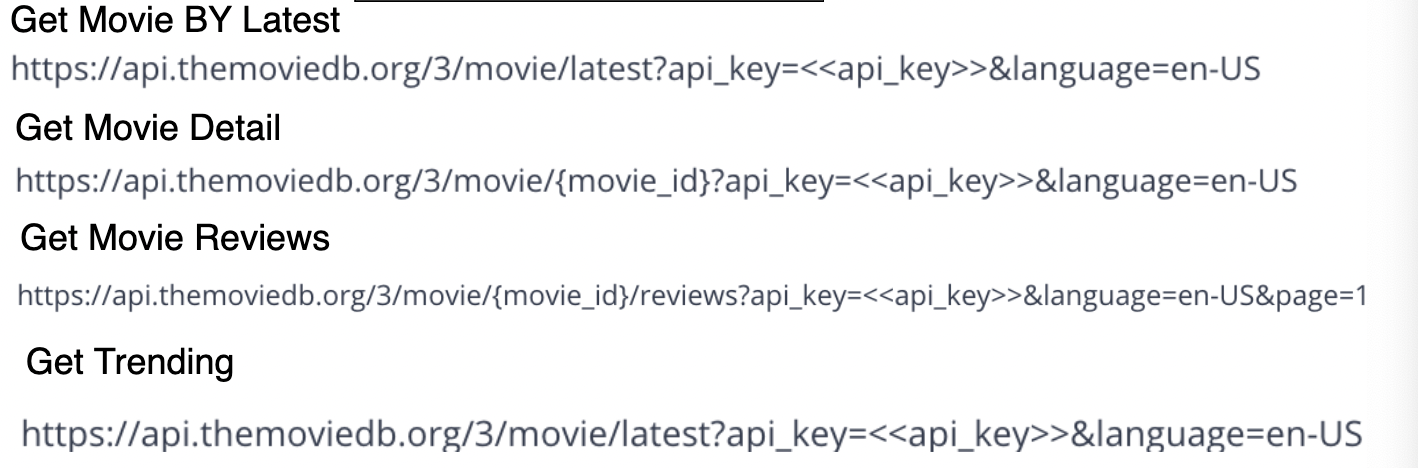 Get Movie BY Latest
https://api.themoviedb.org/3/movie/latest?api_key=<<api_key>>&language=en-US
Get Movie Detail
https://api.themoviedb.org/3/movie/{movie_id}?api_key=<<api_key>>&language=en-US
Get Movie Reviews
https://api.themoviedb.org/3/movie/{movie_id}/reviews?api_key=<<api_key>>&language=en-US&page=1
Get Trending
https://api.themoviedb.org/3/movie/latest?api_key=<<api_key>>&language=en-US